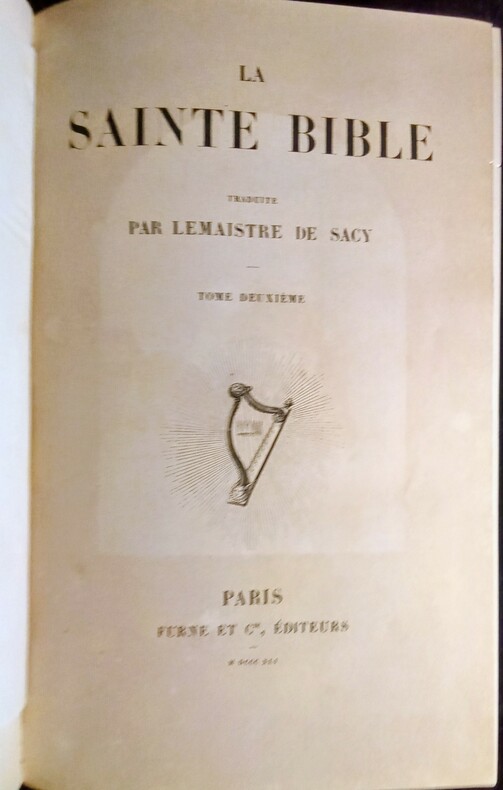 LA
SAINTE BIBLE
TRADUITE
PAR LEMAISTRE DE SACY
TOME DEUXIÈME
PARIS
FURNE ET Cie, ÉDITEURS